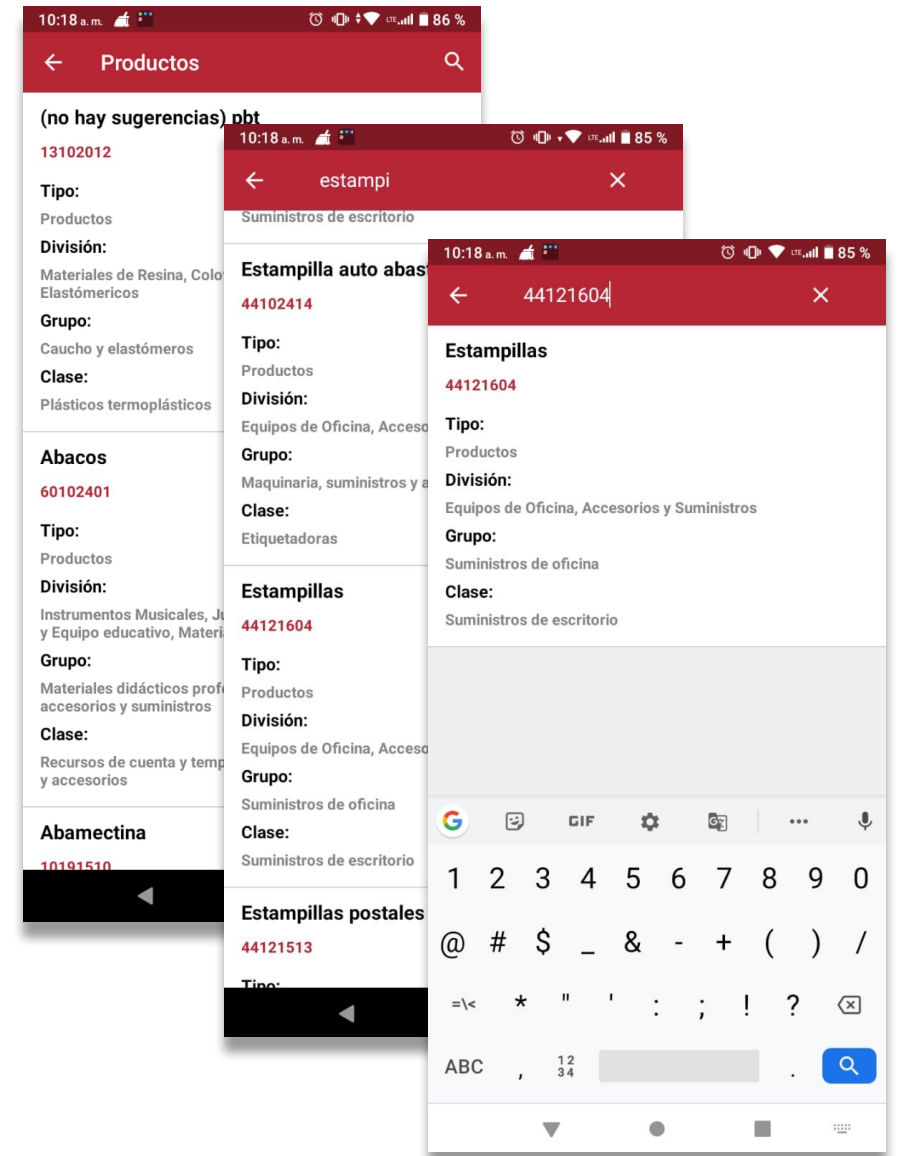 10:18 a. m.
86 %
Productos
(no hay sugerencias) pbt
13102012
Tipo:
Productos
División:
Materiales de Resina, Colo
Elastómericos
Grupo:
Caucho y elastómeros
Clase:
Plásticos termoplásticos
Abacos
60102401
Tipo:
Productos
División:
Instrumentos Musicales, Ju
y Equipo educativo, Materi
Grupo:
Materiales didácticos profe
accesorios y suministros
Clase:
Recursos de cuenta y temp
y accesorios
Abamectina
10191510
10:18 a. m.
LTE 85 %
estampi
Suministros de escritorio
Estampilla auto abast
44102414
Tipo:
Productos
División:
Equipos de Oficina, Acceso
Grupo:
Maquinaria, suministros y a
Clase:
Etiquetadoras
Estampillas
44121604
Tipo:
Productos
División:
Equipos de Oficina, Acceso
Grupo:
Suministros de oficina
Clase:
Suministros de escritorio
Estampillas postales
44121513
Tipo:
10:18 a. m.
LTE 85 %
44121604
Estampillas
44121604
Tipo:
Productos
División:
Equipos de Oficina, Accesorios y Suministros
Grupo:
Suministros de oficina
Clase:
Suministros de escritorio
G GIF
1 2 3 4 5 6 7 8 9 0
@ # $ _ & - + ( ) /
=\< * " ' : ; ! ?
ABC , 12 34 .